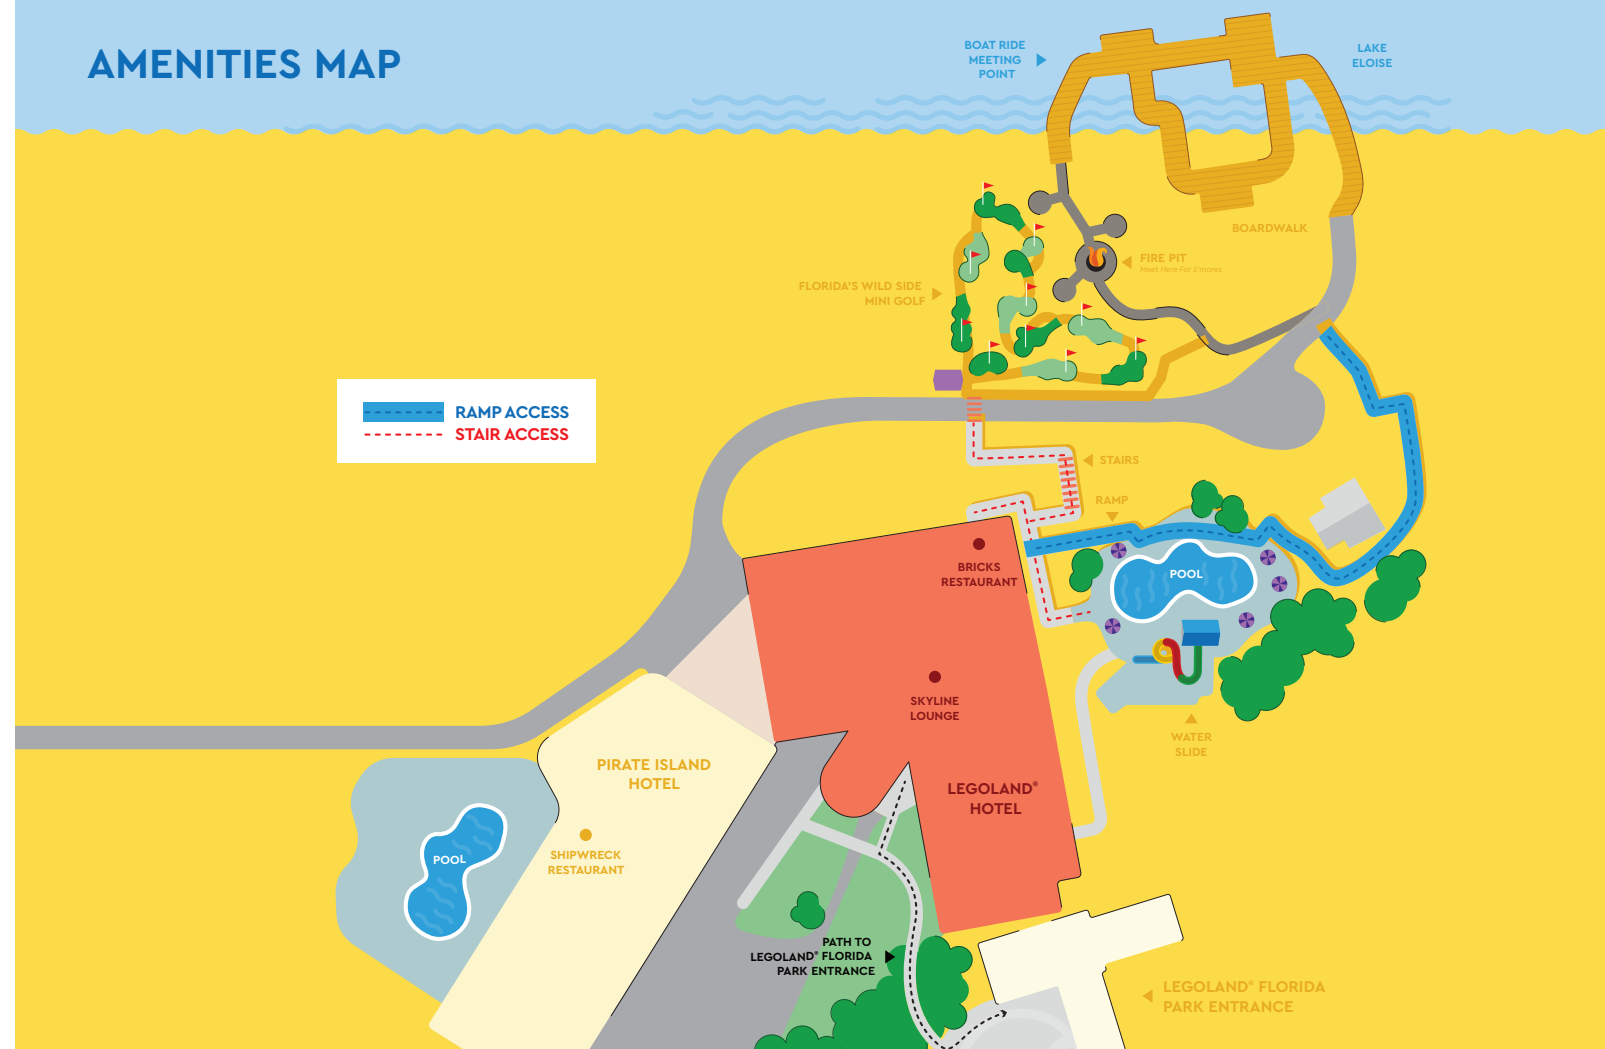 AMENITIES MAP
BOAT RIDE
MEETING
POINT
LAKE
ELOISE
BOARDWALK
FIRE PIT
Meet Here For S'mores
FLORIDA'S WILD SIDE
MINI GOLF
RAMP ACCESS
STAIR ACCESS
STAIRS
RAMP
BRICKS
RESTAURANT
POOL
SKYLINE
LOUNGE
WATER
SLIDE
PIRATE ISLAND
HOTEL
LEGOLAND®
HOTEL
SHIPWRECK
RESTAURANT
POOL
PATH TO
LEGOLAND® FLORIDA
PARK ENTRANCE
LEGOLAND® FLORIDA
PARK ENTRANCE